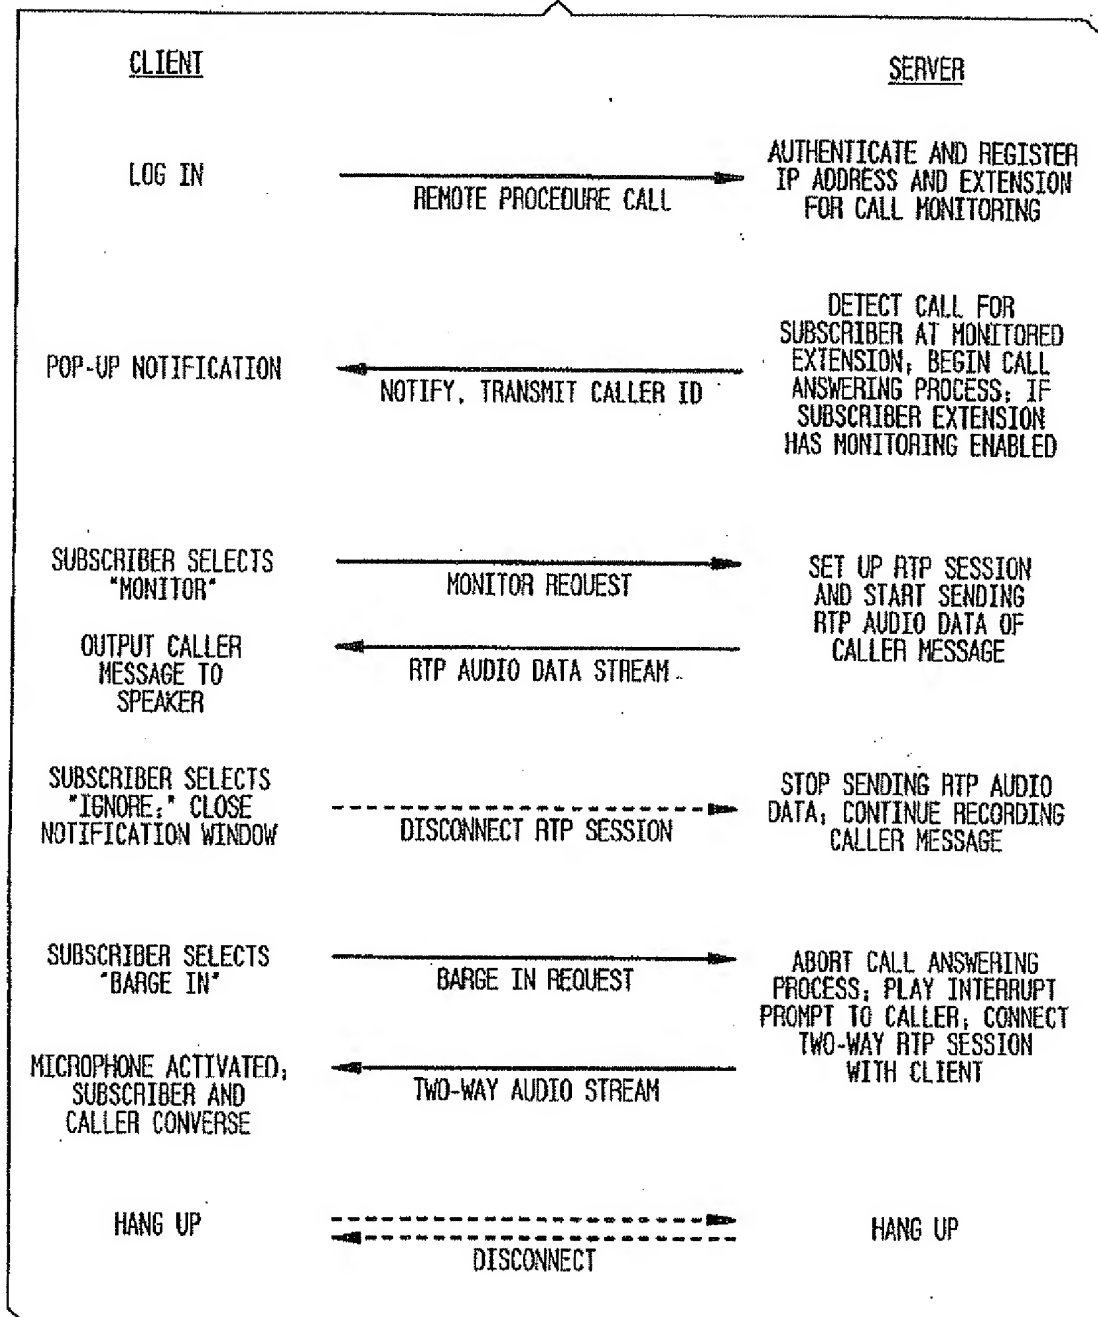 CLIENT
SERVER
LOG IN
REMOTE PROCEDURE CALL
AUTHENTICATE AND REGISTER
IP ADDRESS AND EXTENSION
FOR CALL MONITORING
POP-UP NOTIFICATION
NOTIFY, TRANSMIT CALLER ID
DETECT CALL FOR
SUBSCRIBER AT MONITORED
EXTENSION; BEGIN CALL
ANSWERING PROCESS; IF
SUBSCRIBER EXTENSION
HAS MONITORING ENABLED
SUBSCRIBER SELECTS
"MONITOR"
MONITOR REQUEST
SET UP RTP SESSION
AND START SENDING
RTP AUDIO DATA OF
CALLER MESSAGE
OUTPUT CALLER
MESSAGE TO
SPEAKER
RTP AUDIO DATA STREAM
SUBSCRIBER SELECTS
"IGNORE;" CLOSE
NOTIFICATION WINDOW
DISCONNECT RTP SESSION
STOP SENDING RTP AUDIO
DATA; CONTINUE RECORDING
CALLER MESSAGE
SUBSCRIBER SELECTS
"BARGE IN"
BARGE IN REQUEST
ABORT CALL ANSWERING
PROCESS; PLAY INTERRUPT
PROMPT TO CALLER; CONNECT
TWO-WAY RTP SESSION
WITH CLIENT
MICROPHONE ACTIVATED;
SUBSCRIBER AND
CALLER CONVERSE
TWO-WAY AUDIO STREAM
HANG UP
DISCONNECT
HANG UP